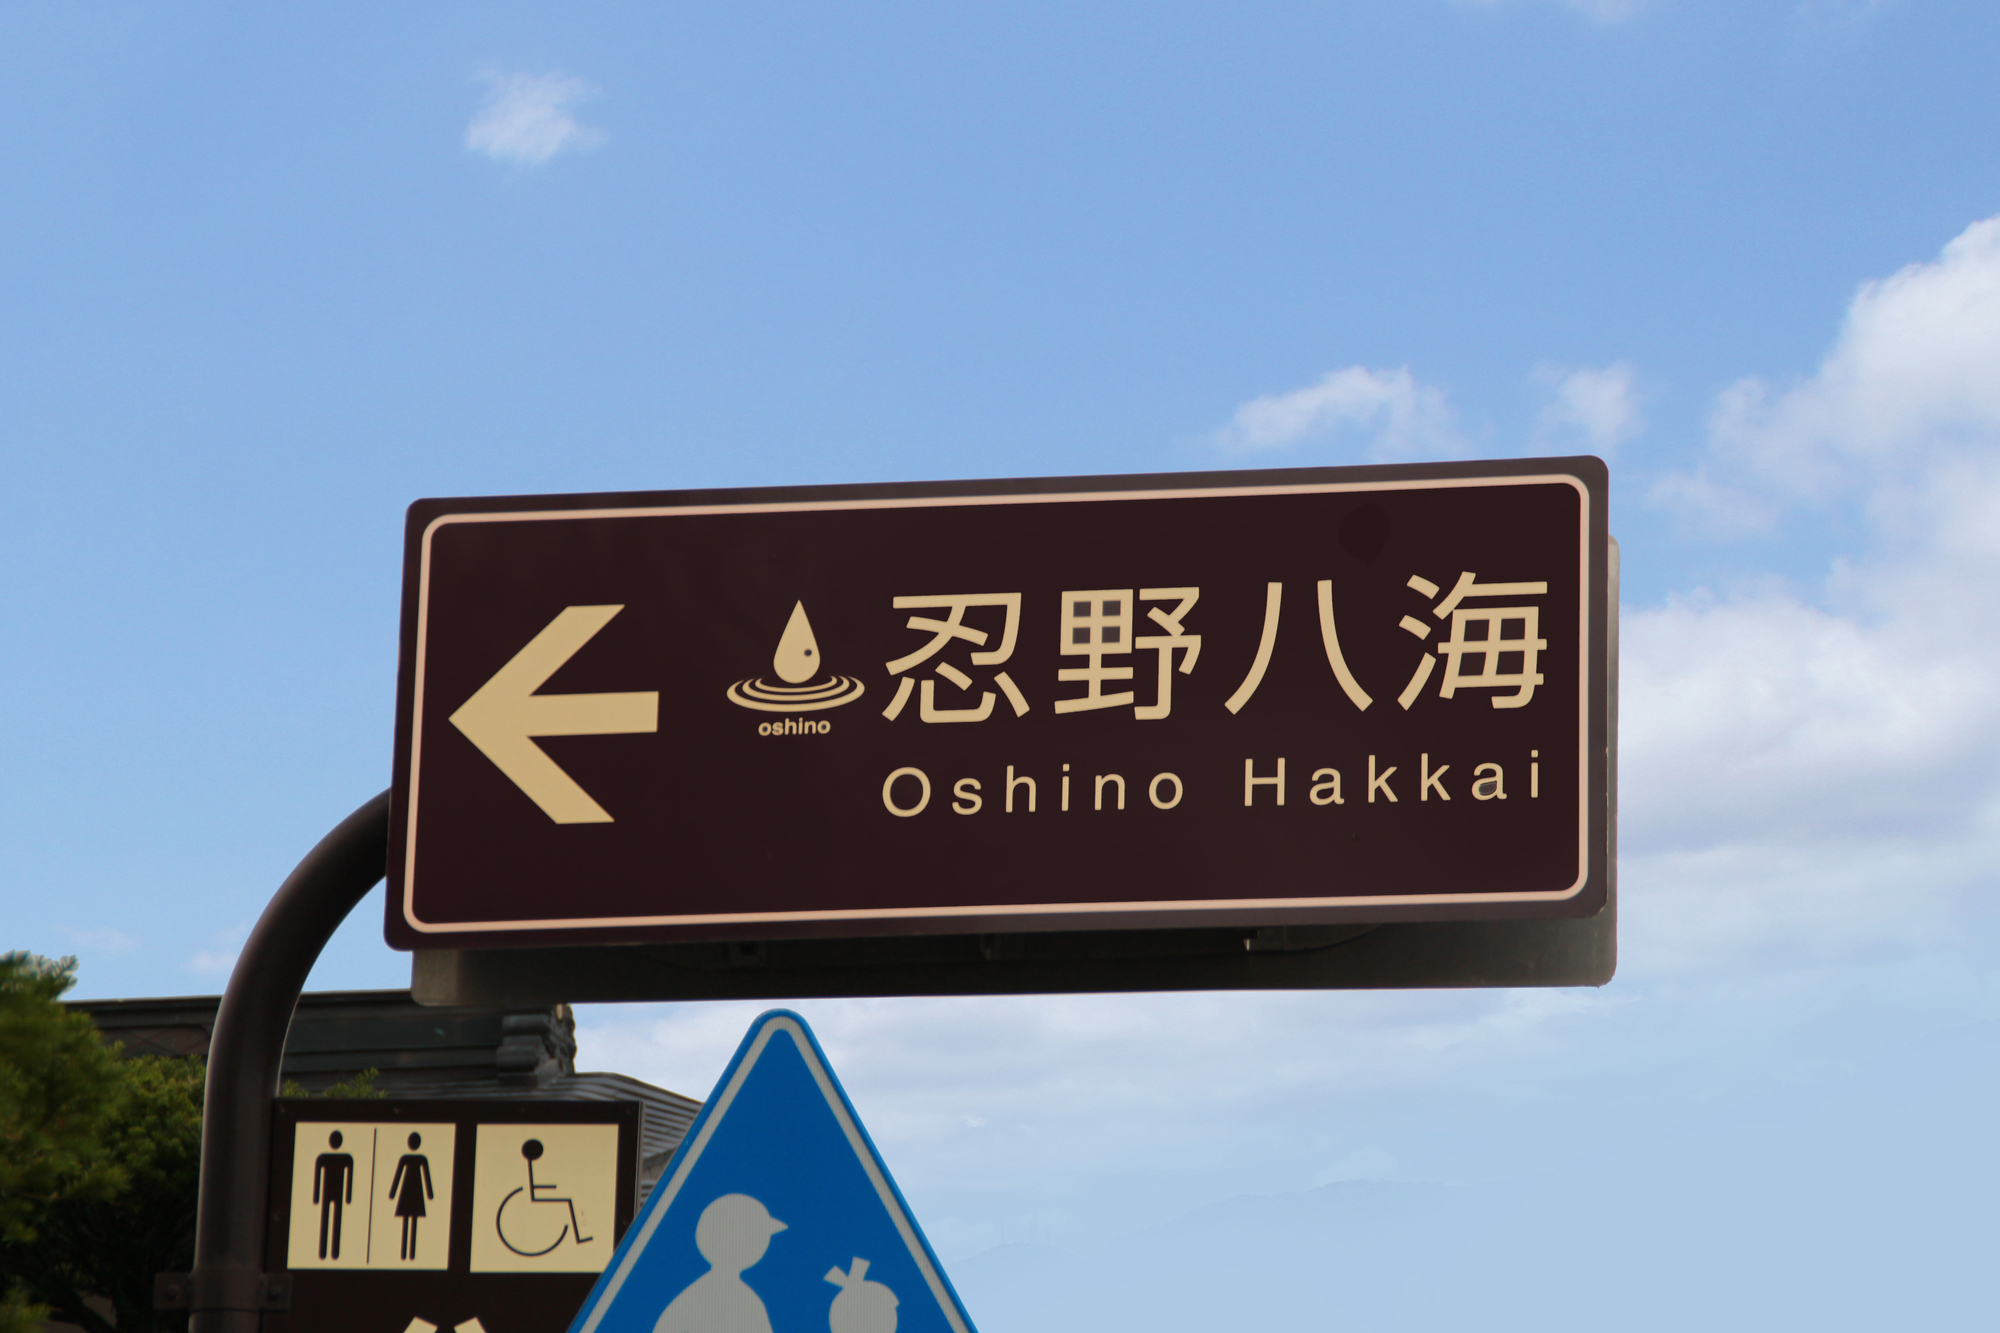 忍野八海
oshino
Oshino Hakkai